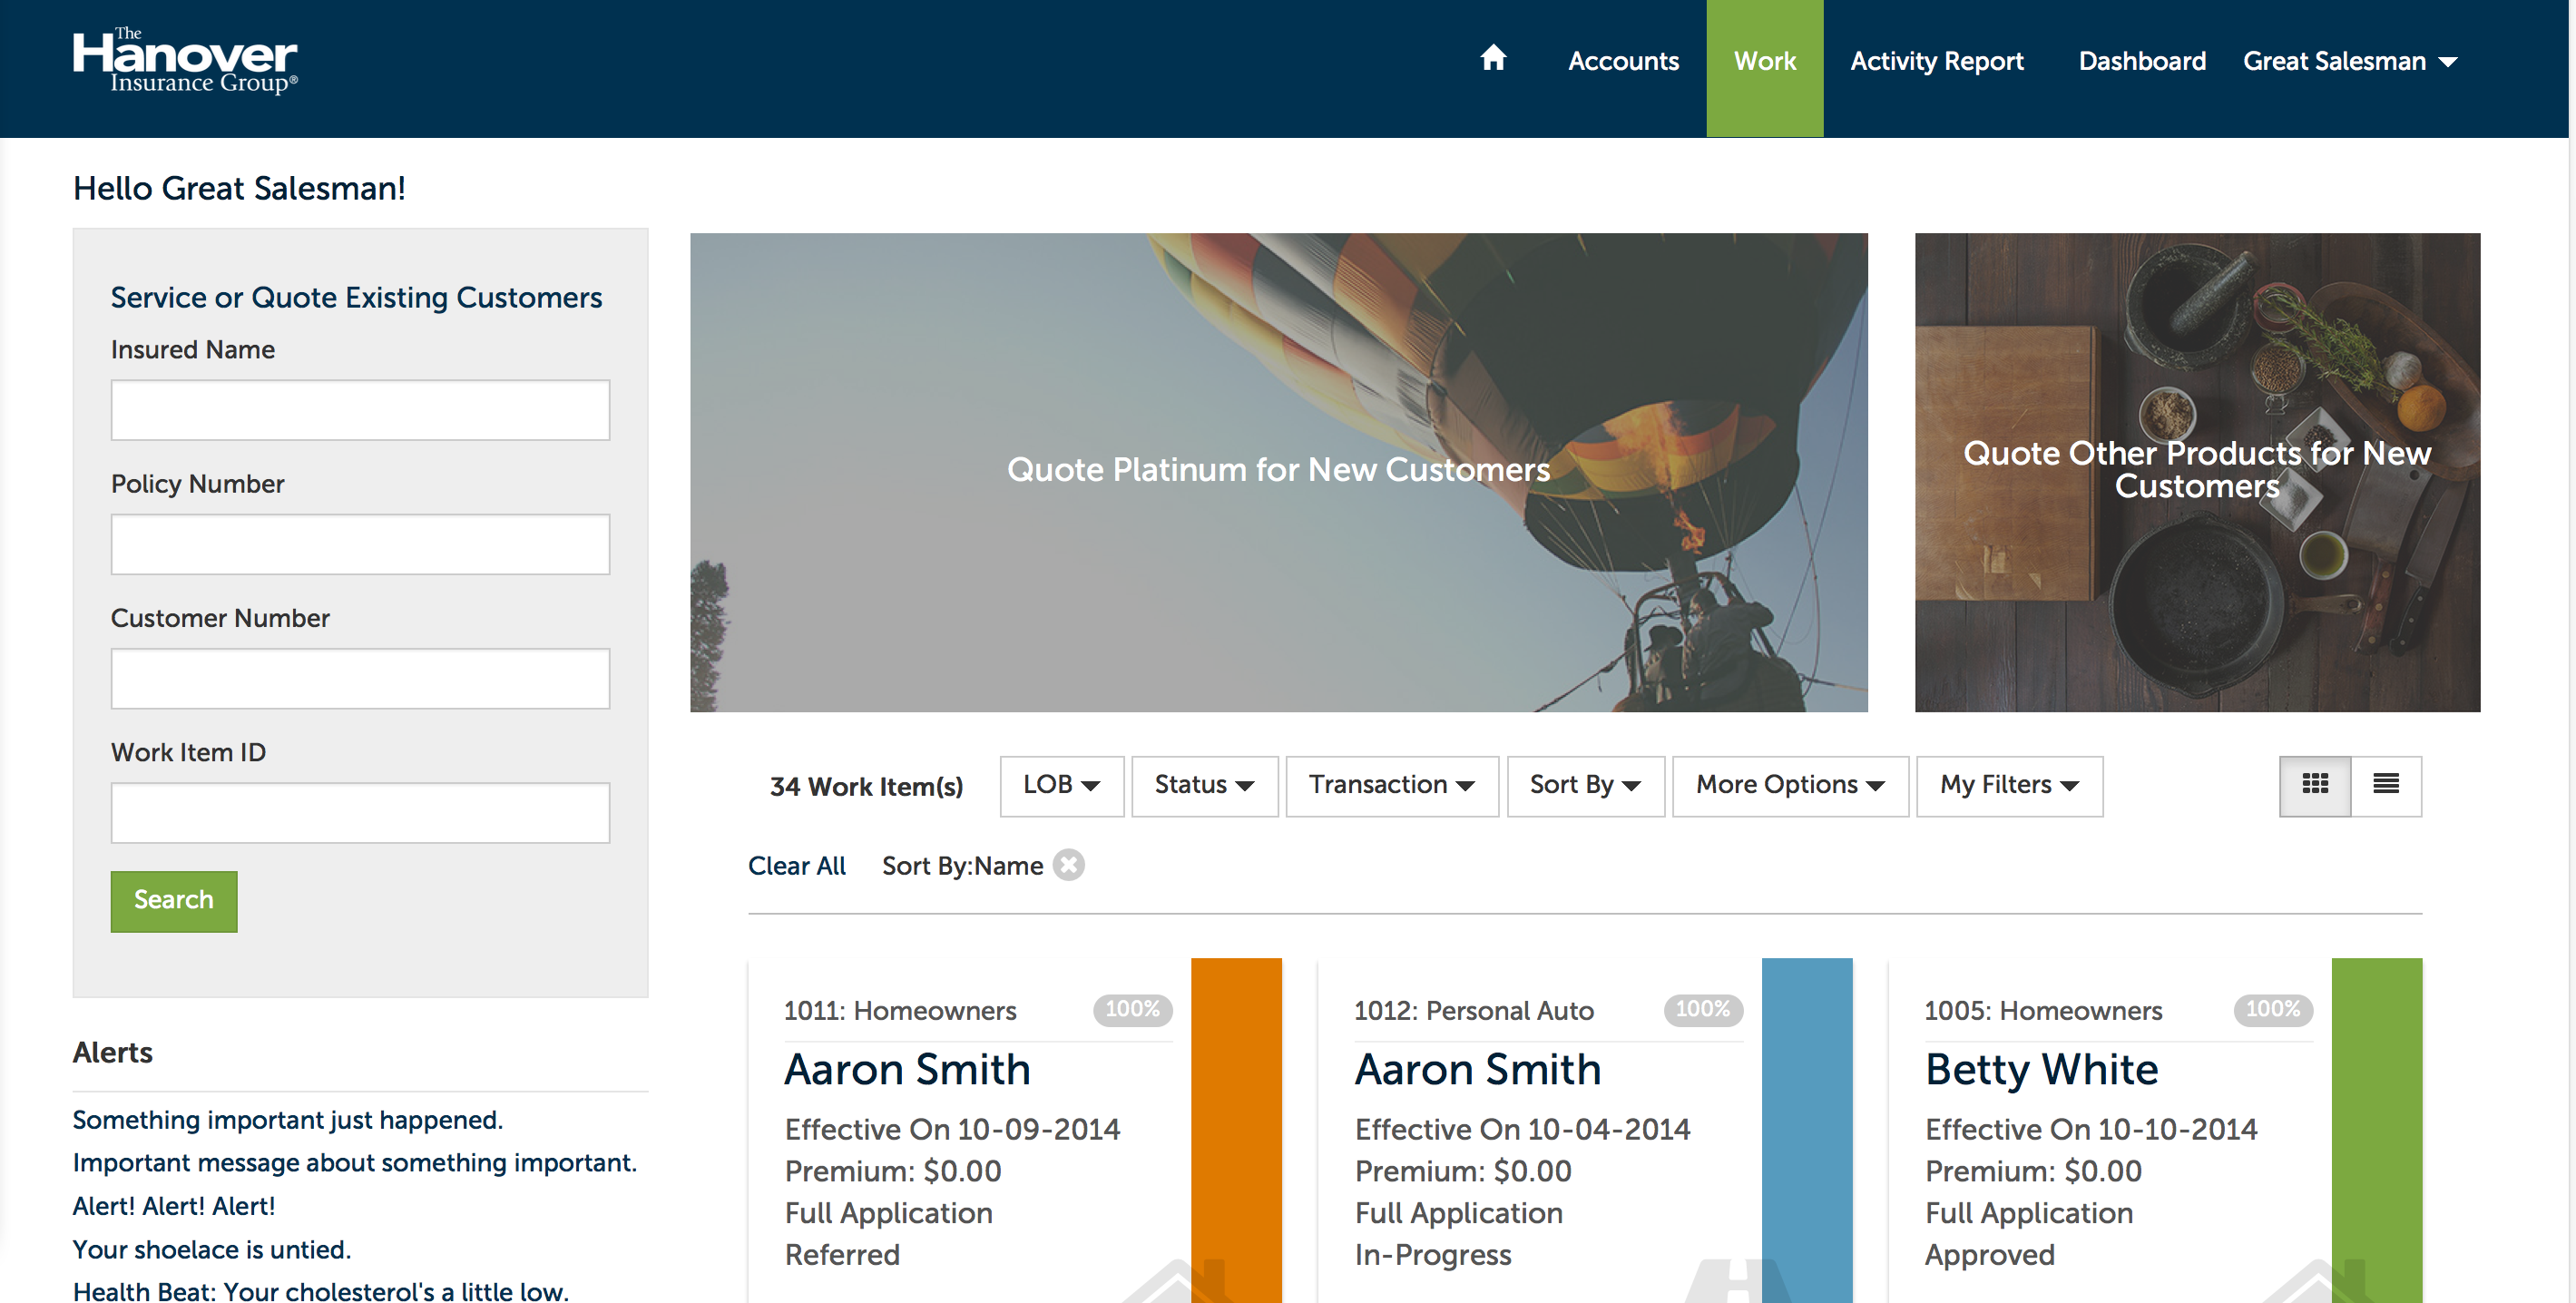 The
Hanover
Insurance Group®
Accounts
Work
Activity Report
Dashboard
Great Salesman
Hello Great Salesman!
Service or Quote Existing Customers
Insured Name
Policy Number
Customer Number
Work Item ID
Search
Alerts
Something important just happened.
Important message about something important.
Alert! Alert! Alert!
Your shoelace is untied.
Health Beat: Your cholesterol's a little low.
Quote Platinum for New Customers
Quote Other Products for New
Customers
34 Work Item(s)
LOB
Status
Transaction
Sort By
More Options
My Filters
Clear All
Sort By:Name
1011: Homeowners
100%
Aaron Smith
Effective On 10-09-2014
Premium: $0.00
Full Application
Referred
1012: Personal Auto
100%
Aaron Smith
Effective On 10-04-2014
Premium: $0.00
Full Application
In-Progress
1005: Homeowners
100%
Betty White
Effective On 10-10-2014
Premium: $0.00
Full Application
Approved